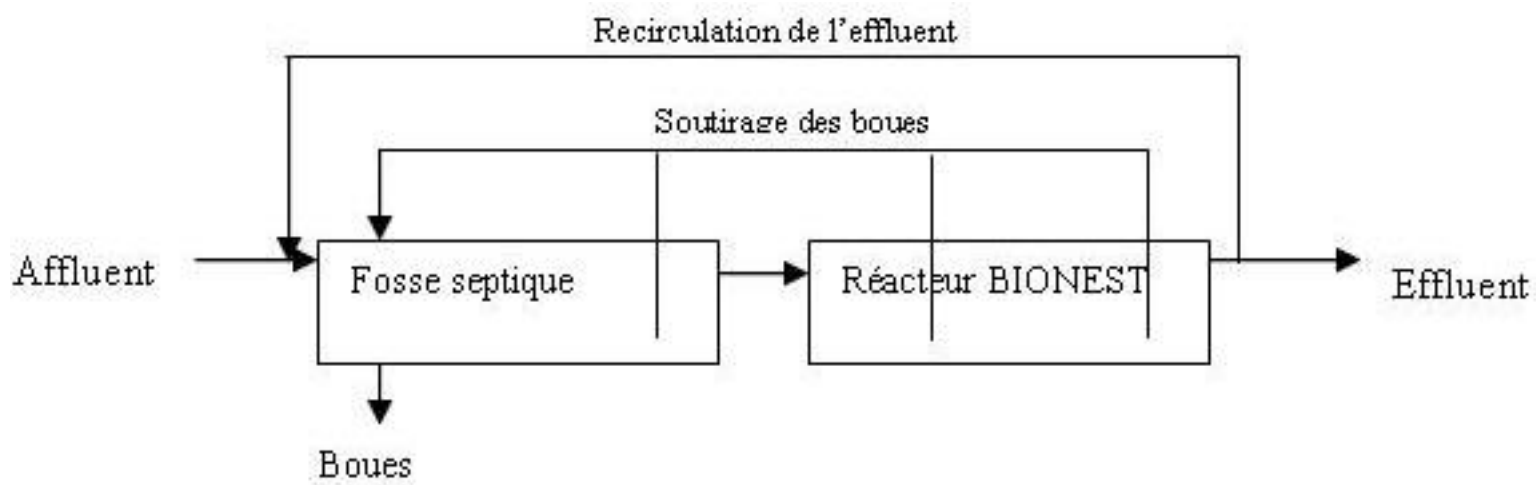 Recirculation de l'effluent
Soutirage des boues
Affluent
Fosse septique
Réacteur BIONEST
Effluent
Boues